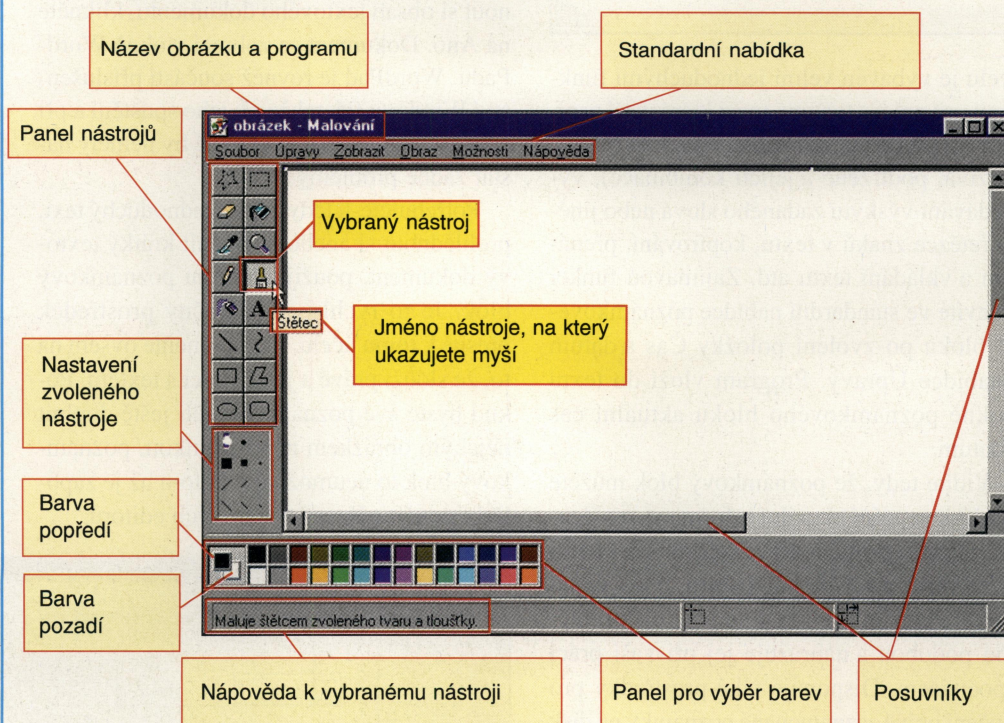 Název obrázku a programu
Standardní nabídka
Panel nástrojů
obrázek - Malování
Soubor Úpravy Zobrazit Obraz Možnosti Nápověda
Vybraný nástroj
A
Štětec
Jméno nástroje, na který
ukazujete myší
Nastavení
zvoleného
nástroje
Barva
popředí
Barva
pozadí
Maluje štětcem zvoleného tvaru a tloušťky.
Nápověda k vybranému nástroji
Panel pro výběr barev
Posuvníky